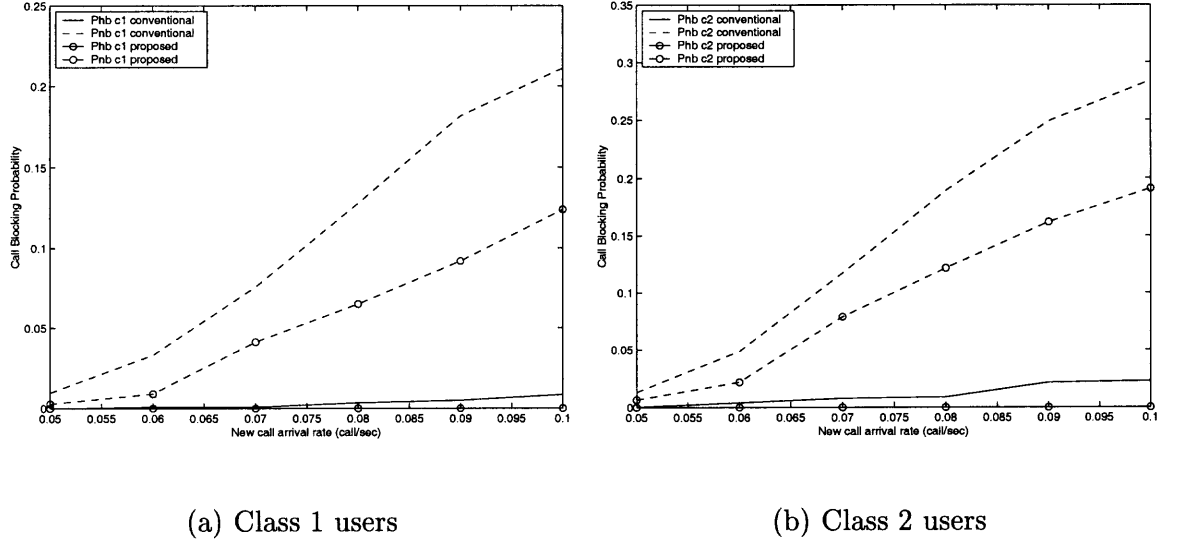 0.25
0.2
0.15
0.1
0.05
0
Call Blocking Probability
Phb c1 conventional
Pnb c1 conventional
Phb c1 proposed
Pnb c1 proposed
0.05 0.055 0.06 0.065 0.07 0.075 0.08 0.085 0.09 0.095 0.1
New call arrival rate (call/sec)
(a) Class 1 users
0.35
0.3
0.25
0.2
0.15
0.1
0.05
0
Call Blocking Probability
Phb c2 conventional
Pnb c2 conventional
Phb c2 proposed
Pnb c2 proposed
0.05 0.055 0.06 0.065 0.07 0.075 0.08 0.085 0.09 0.095 0.1
New call arrival rate (call/sec)
(b) Class 2 users